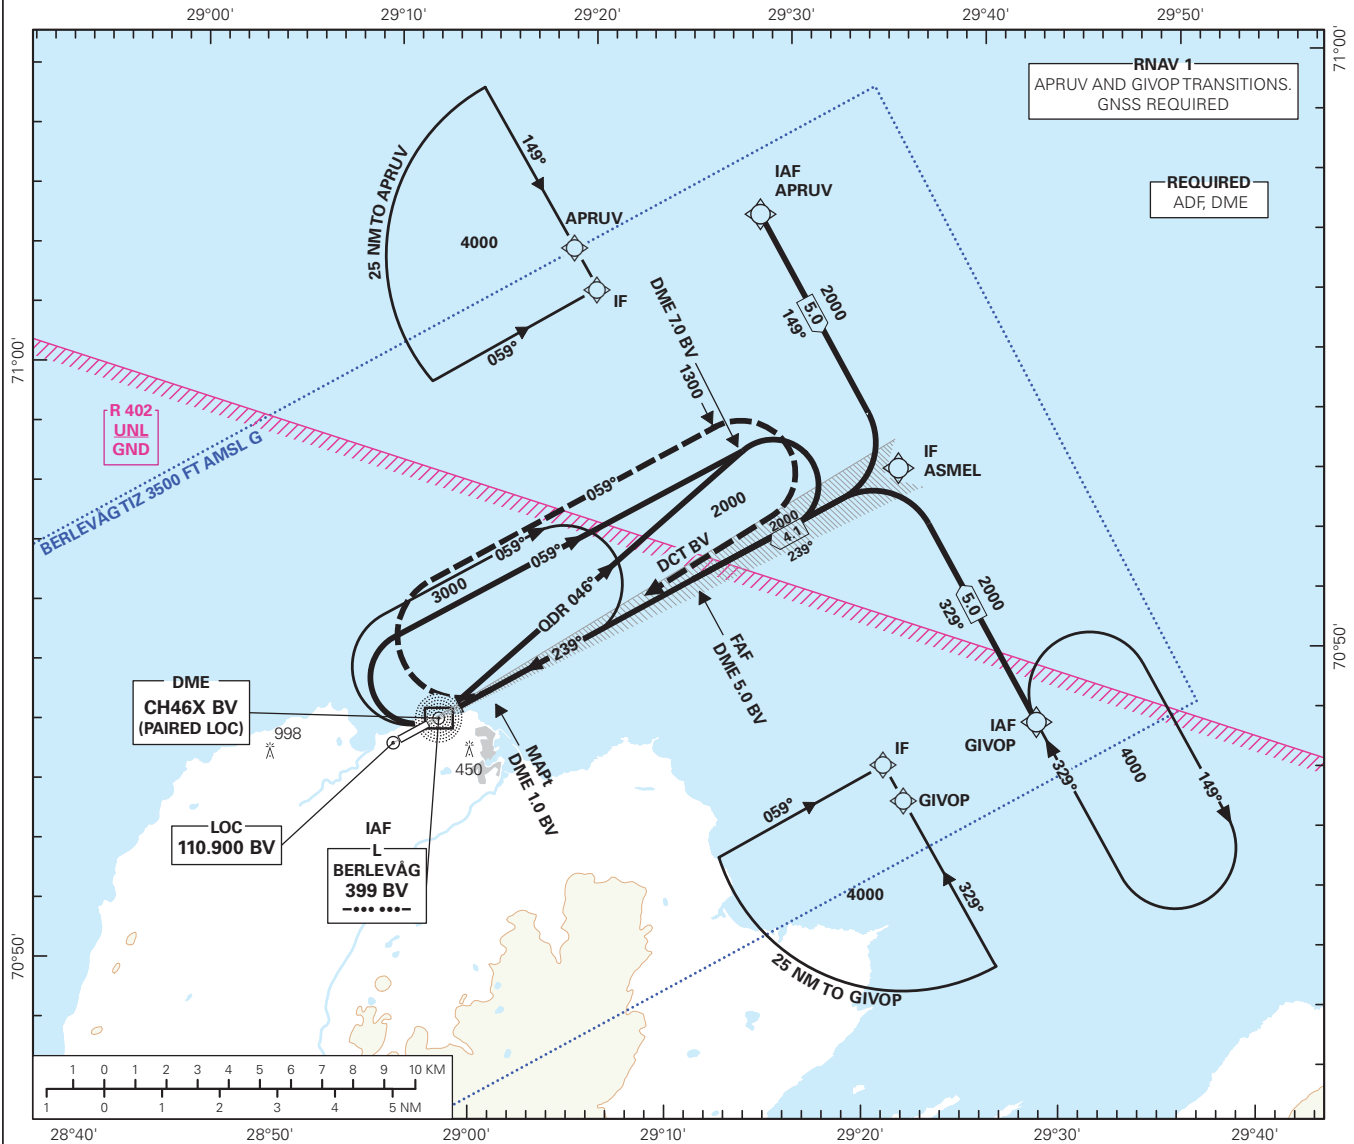 29°00'
29°10'
29°20'
29°30'
29°40'
29°50'
71°00'
RNAV 1
APRUV AND GIVOP TRANSITIONS.
GNSS REQUIRED
REQUIRED
ADF, DME
IAF
APRUV
149°
25 NM TO APRUV
4000
APRUV
IF
059°
DME 7.0 BV
1300
2000
5.0
149°
71°00'
R 402
UNL
GND
BERLEVÅG TIZ 3500 FT AMSL G
IF
ASMEL
059°
2000
2000
4.1
239°
059°
059°
DCT BV
3000
QDR 046°
239°
FAF
DME 5.0 BV
2000
5.0
329°
70°50'
DME
CH46X BV
(PAIRED LOC)
998
450
MAPt
DME 1.0 BV
IAF
GIVOP
329°
4000
149°
IF
GIVOP
059°
329°
4000
25 NM TO GIVOP
LOC
110.900 BV
IAF
L
BERLEVÅG
399 BV
70°50'
1 0 1 2 3 4 5 6 7 8 9 10 KM
1 0 1 2 3 4 5 NM
28°40'
28°50'
29°00'
29°10'
29°20'
29°30'
29°40'